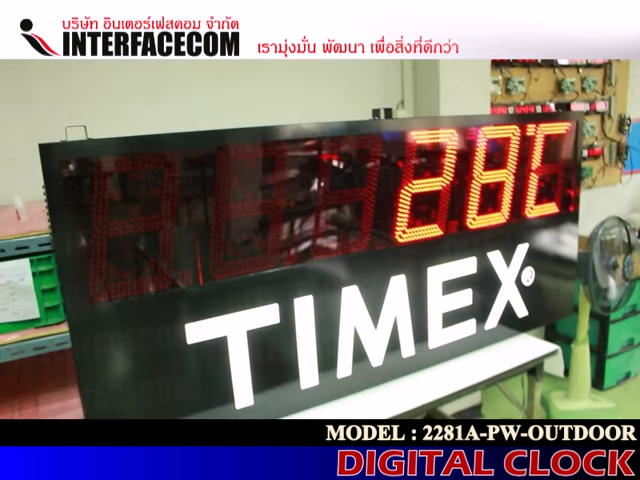 บริษัท อินเตอร์เฟสคอม จำกัด
INTERFACECOM
เรามุ่งมั่น พัฒนา เพื่อสิ่งที่ดีกว่า
28°C
TIMEX®
MODEL : 2281A-PW-OUTDOOR
DIGITAL CLOCK